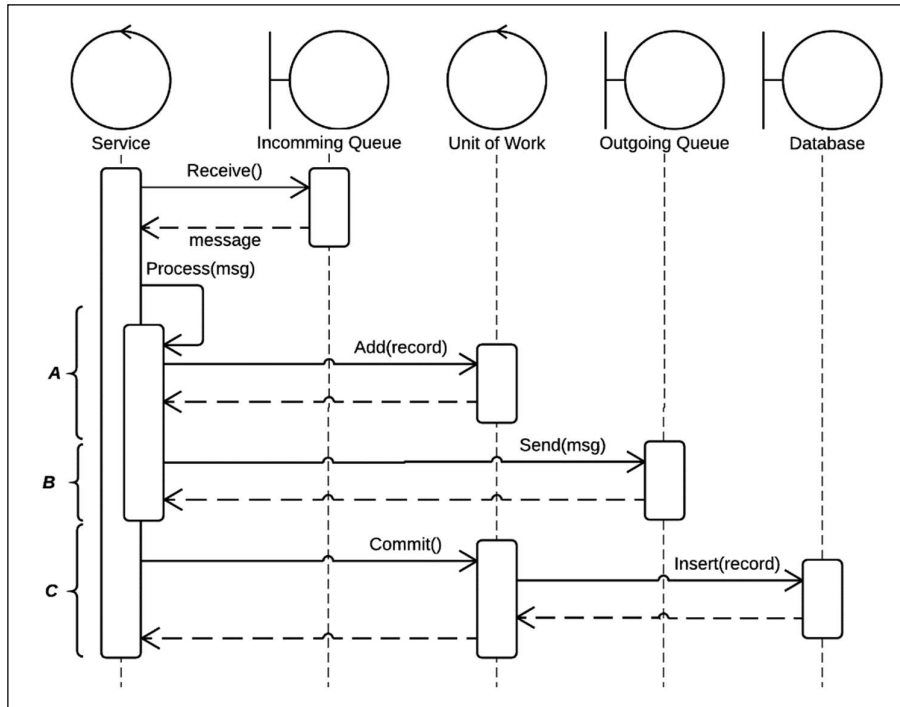 Service
Incomming Queue
Unit of Work
Outgoing Queue
Database
Receive()
message
Process(msg)
A
Add(record)
B
Send(msg)
C
Commit()
Insert(record)